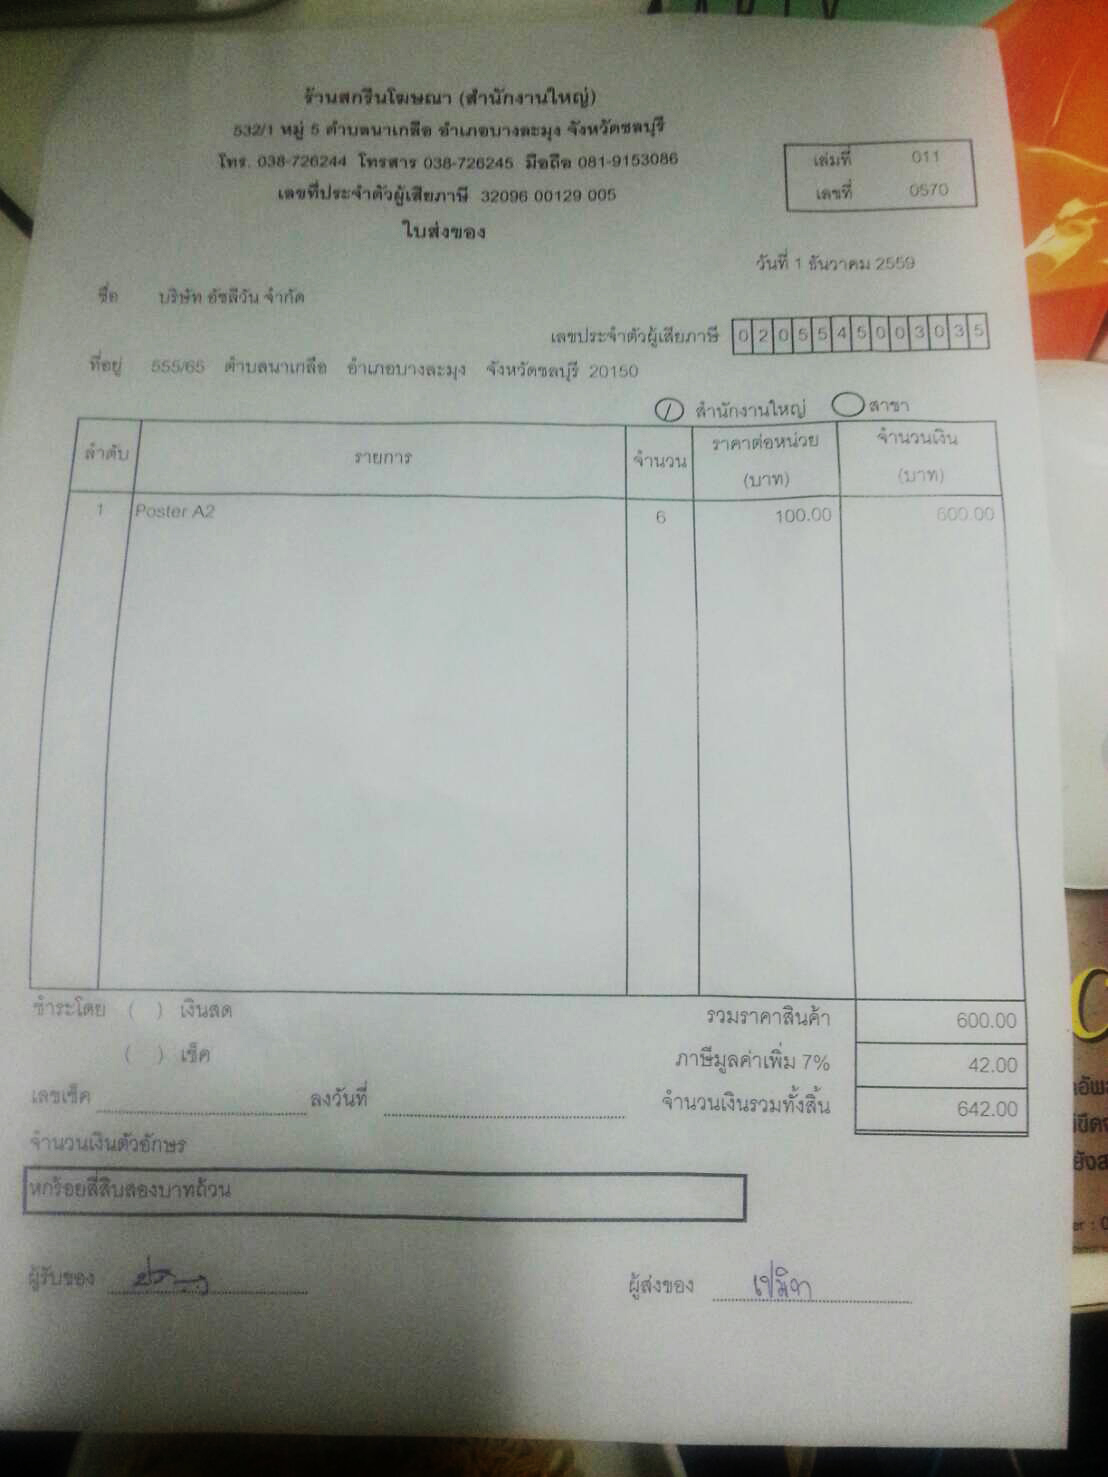 ร้านสกรีนโฆษณา (สำนักงานใหญ่)
532/1 หมู่ 5 ตำบลนาเกลือ อำเภอบางละมุง จังหวัดชลบุรี
โทร. 038-726244 โทรสาร 038-726245 มือถือ 081-9153086
เลขที่ประจำตัวผู้เสียภาษี 32096 00129 005
ใบส่งของ
เล่มที่ 011
เลขที่ 0570
วันที่ 1 ธันวาคม 2559
ชื่อ บริษัท อัซลีวัน จำกัด
เลขประจำตัวผู้เสียภาษี 0205545003035
ที่อยู่ 555/65 ตำบลนาเกลือ อำเภอบางละมุง จังหวัดชลบุรี 20150
สำนักงานใหญ่ สาขา
ลำดับ รายการ จำนวน ราคาต่อหน่วย (บาท) จำนวนเงิน (บาท)
1 Poster A2 6 100.00 600.00
ชำระโดย ( ) เงินสด รวมราคาสินค้า 600.00
( ) เช็ค ภาษีมูลค่าเพิ่ม 7% 42.00
เลขเช็ค ลงวันที่ จำนวนเงินรวมทั้งสิ้น 642.00
จำนวนเงินตัวอักษร
หกร้อยสี่สิบสองบาทถ้วน
ผู้รับของ ผู้ส่งของ